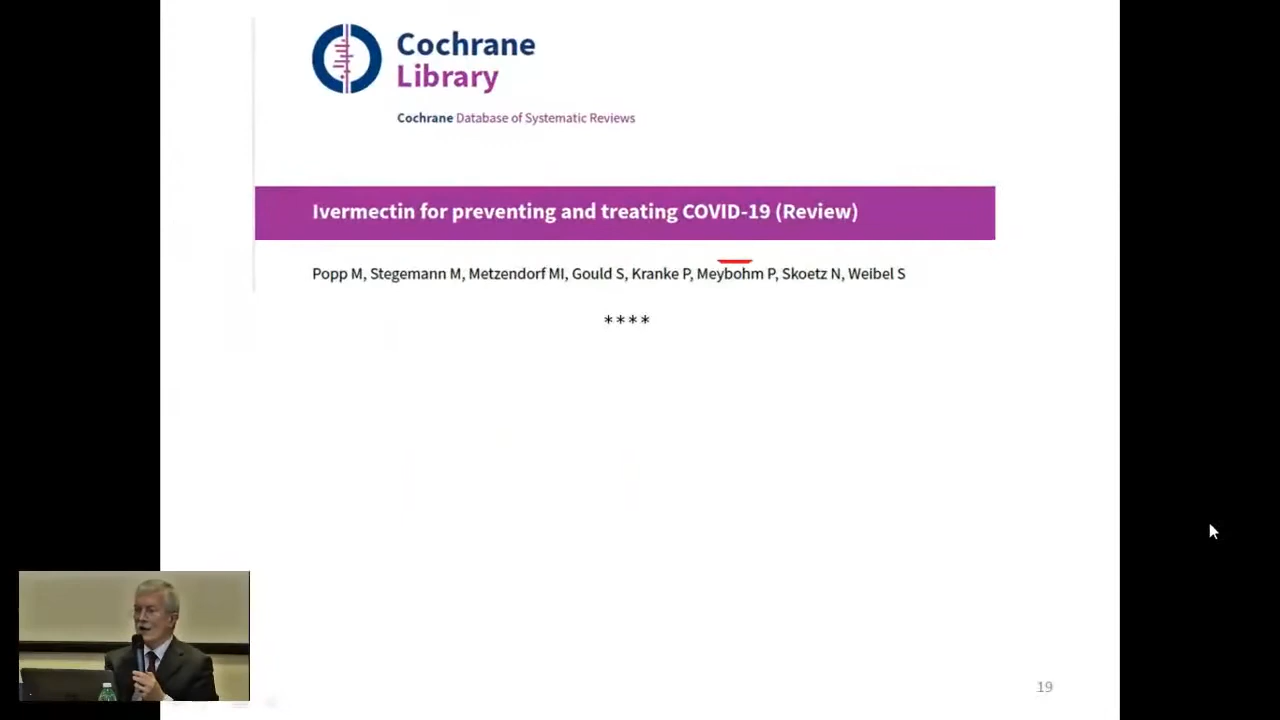 Cochrane
Library
Cochrane Database of Systematic Reviews
Ivermectin for preventing and treating COVID-19 (Review)
Popp M, Stegemann M, Metzendorf MI, Gould S, Kranke P, Meybohm P, Skoetz N, Weibel S
****
19